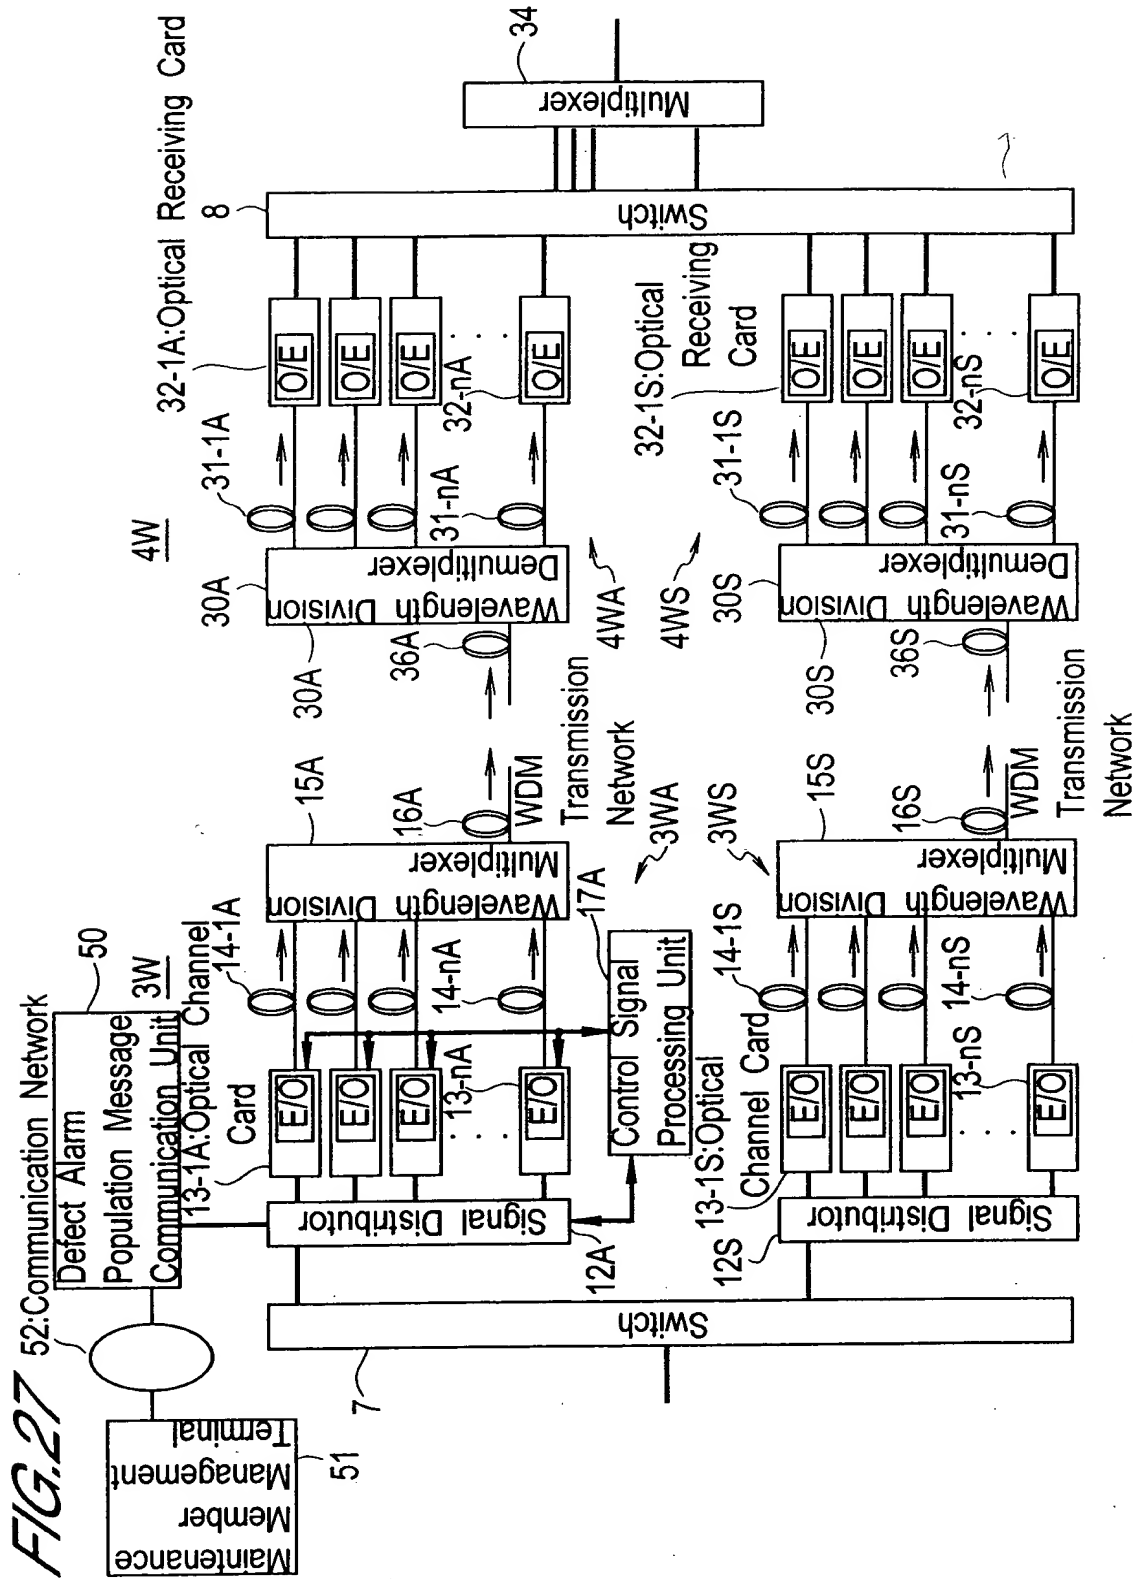 FIG.27
52:Communication Network
50
Defect Alarm
Population Message
Communication Unit
3W
Maintenance
Member
Management
Terminal
51
7
Switch
13-1A:Optical Channel
Card
14-1A
E/O
E/O
E/O
E/O
13-nA
14-nA
Signal Distributor
12A
Control Signal
Processing Unit
17A
15A
Wavelength Division
Multiplexer
16A
WDM
Transmission
Network
3WA
3WS
12S
Signal Distributor
13-1S:Optical
Channel Card
14-1S
E/O
E/O
E/O
E/O
13-nS
14-nS
15S
Wavelength Division
Multiplexer
16S
WDM
Transmission
Network
4W
30A
30A
36A
Wavelength Division
Demultiplexer
31-1A
31-nA
32-1A:Optical Receiving Card
O/E
O/E
O/E
O/E
32-nA
4WA
4WS
30S
30S
36S
Wavelength Division
Demultiplexer
31-1S
31-nS
32-1S:Optical
Receiving
Card
O/E
O/E
O/E
O/E
32-nS
8
Switch
Multiplexer
34